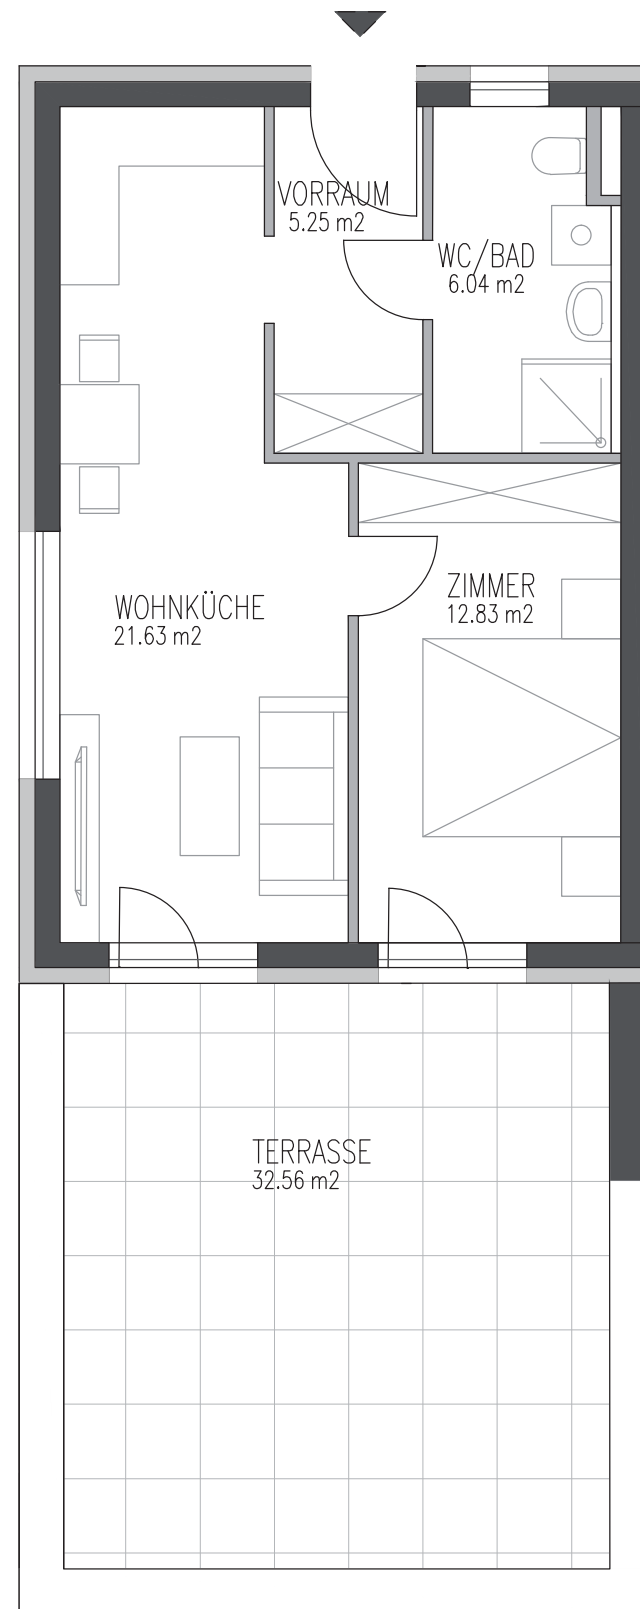 VORRAUM
5.25 m2
WC/BAD
6.04 m2
WOHNKÜCHE
21.63 m2
ZIMMER
12.83 m2
TERRASSE
32.56 m2